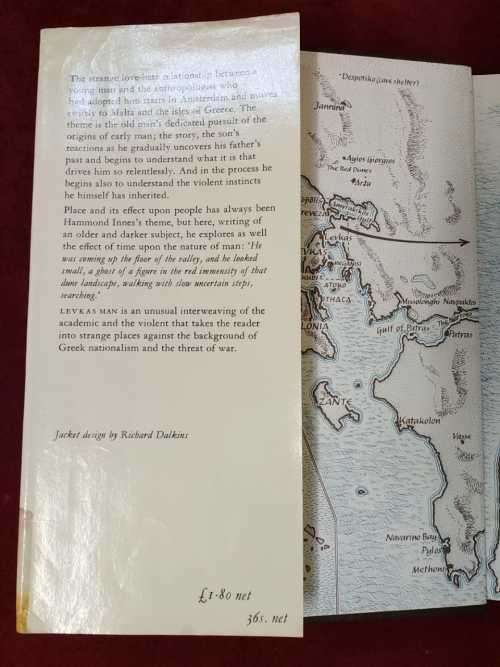 The strange love-hate relationship between a
young man and the anthropologist who
had adopted him starts in Amsterdam and moves
swiftly to Malta and the isles of Greece. The
theme is the old man's dedicated pursuit of the
origins of early man; the story, the son's
reactions as he gradually uncovers his father's
past and begins to understand what it is that
drives him so relentlessly. And in the process he
begins also to understand the violent instincts
he himself has inherited.
Place and its effect upon people has always been
Hammond Innes's theme, but here, writing of
an older and darker subject, he explores as well
the effect of time upon the nature of man: 'He
was coming up the floor of the valley, and he looked
small, a ghost of a figure in the red immensity of that
dune landscape, walking with slow uncertain steps,
searching.'
LEVKAS MAN is an unusual interweaving of the
academic and the violent that takes the reader
into strange places against the background of
Greek nationalism and the threat of war.
Jacket design by Richard Dalkins
£1·80 net
36s. net
Despotiko (cave shelter)
Jannina
Agios Giorgios
The Red Dunes
Arta
Levkas
ITHACA
Missolonghi Navpaktos
Gulf of Patras
Patras
ZANTE
Katakolon
Vasse
Navarino Bay
Pylos
Methoni